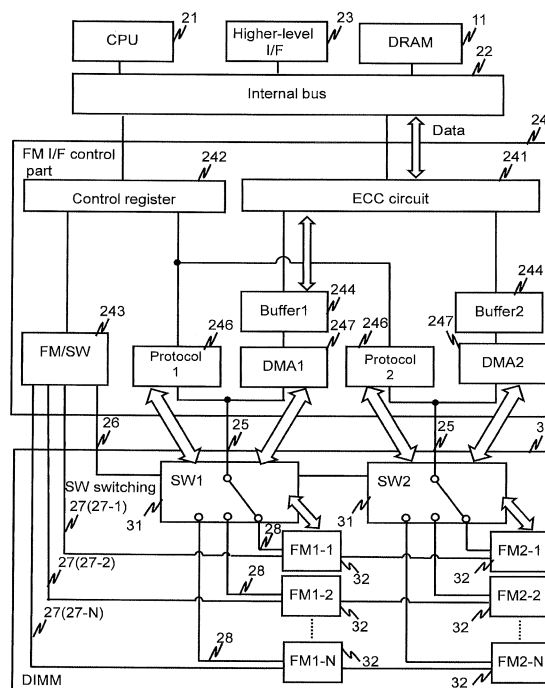 21
23
11
CPU
Higher-level
I/F
DRAM
22
Internal bus
Data
24
FM I/F control
part
242
241
Control register
ECC circuit
243
244
244
Buffer1
Buffer2
246
247
246
247
FM/SW
Protocol
1
DMA1
Protocol
2
DMA2
26
25
25
3
SW switching
SW1
SW2
27(27-1)
31
28
31
FM1-1
FM2-1
27(27-2)
28
32
32
FM1-2
FM2-2
27(27-N)
32
32
28
FM1-N
32
FM2-N
32
DIMM